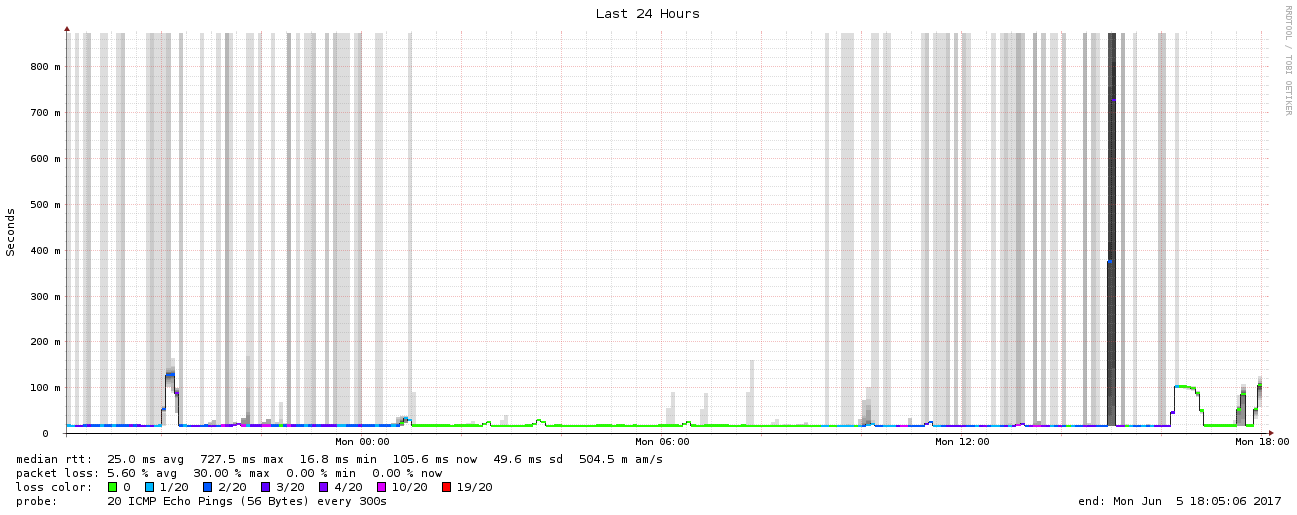 Last 24 Hours
RRDTOOL / TOBI OETIKER
Seconds
800 m
700 m
600 m
500 m
400 m
300 m
200 m
100 m
0
Mon 00:00 Mon 06:00 Mon 12:00 Mon 18:00
median rtt: 25.0 ms avg 727.5 ms max 16.8 ms min 105.6 ms now 49.6 ms sd 504.5 m am/s
packet loss: 5.60 % avg 30.00 % max 0.00 % min 0.00 % now
loss color: 0 1/20 2/20 3/20 4/20 10/20 19/20
probe: 20 ICMP Echo Pings (56 Bytes) every 300s end: Mon Jun 5 18:05:06 2017